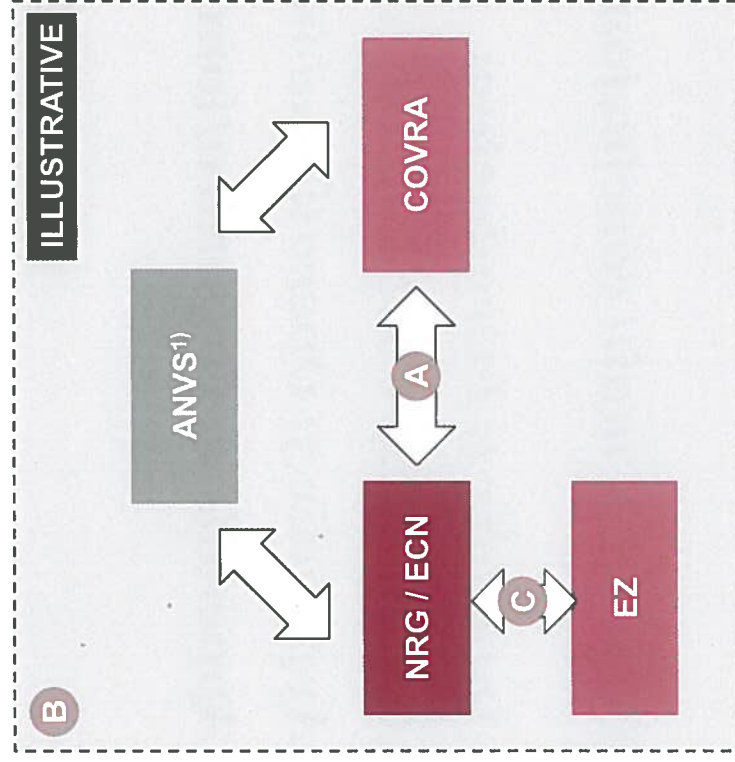 B
ILLUSTRATIVE
ANVS¹⁾
NRG / ECN
A
COVRA
C
EZ